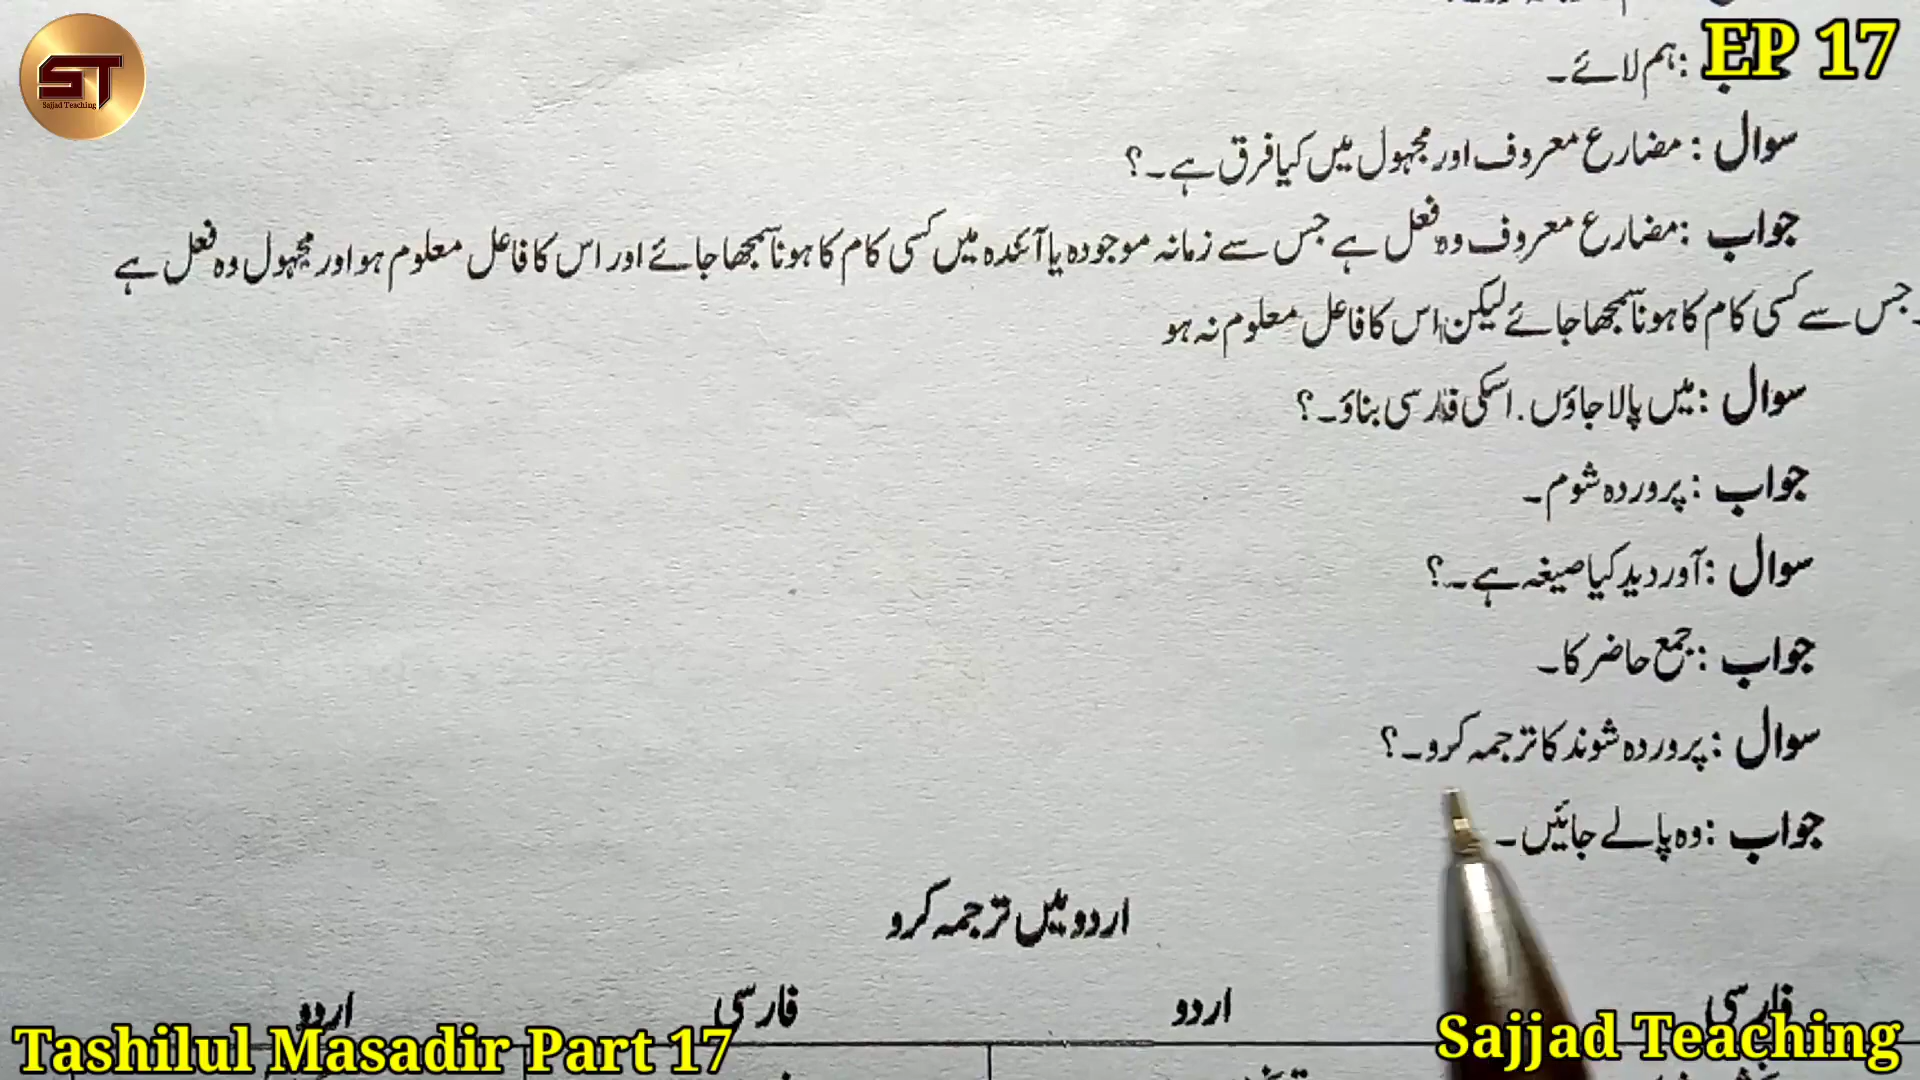 EP 17
ST
Sajjad Teaching
: ہم لائے ۔
سوال : مضارع معروف اور مجہول میں کیا فرق ہے ۔؟
جواب : مضارع معروف وہ فعل ہے جس سے زمانہ موجودہ یا آئندہ میں کسی کام کا ہونا سمجھا جائے اور اس کا فاعل معلوم ہو اور مجہول وہ فعل ہے
جس سے کسی کام کا ہونا سمجھا جائے لیکن اس کا فاعل معلوم نہ ہو
سوال : میں پالا جاؤں . اسکی فارسی بناؤ ۔؟
جواب : پروردہ شوم ۔
سوال : آوردید کیا صیغہ ہے ۔؟
جواب : جمع حاضر کا ۔
سوال : پروردہ شوند کا ترجمہ کرو ۔؟
جواب : وہ پالے جائیں ۔
اردو میں ترجمہ کرو
فارسی اردو فارسی اردو
Tashilul Masadir Part 17
Sajjad Teaching